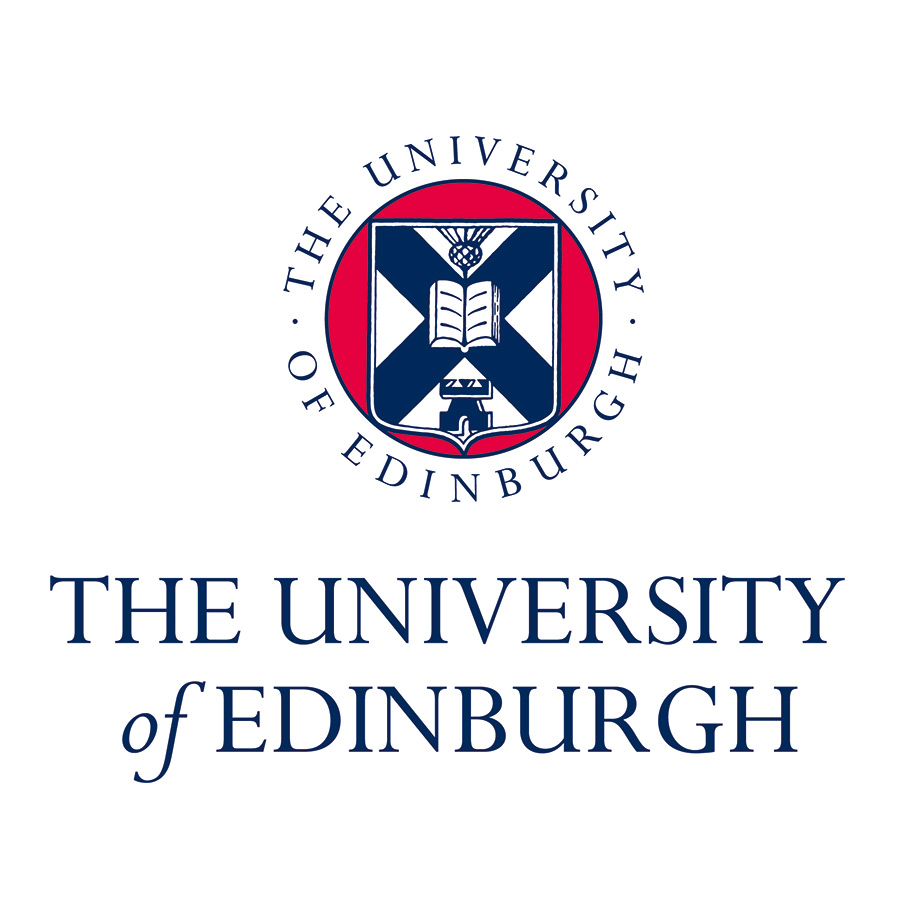 THE UNIVERSITY
· OF EDINBURGH ·
THE UNIVERSITY
of EDINBURGH